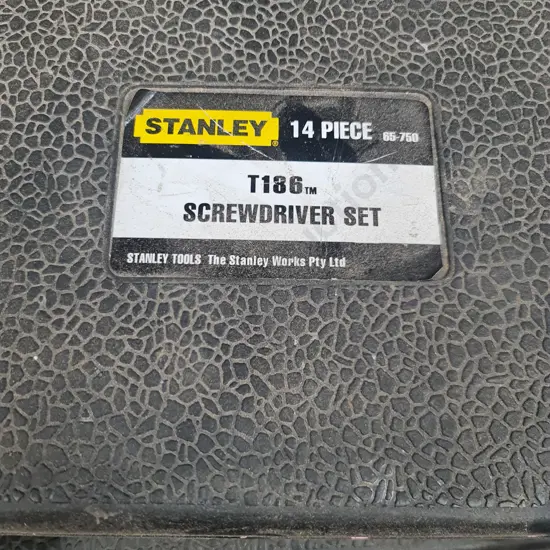 STANLEY® 14 PIECE 65-750
T186™
SCREWDRIVER SET
STANLEY TOOLS The Stanley Works Pty Ltd